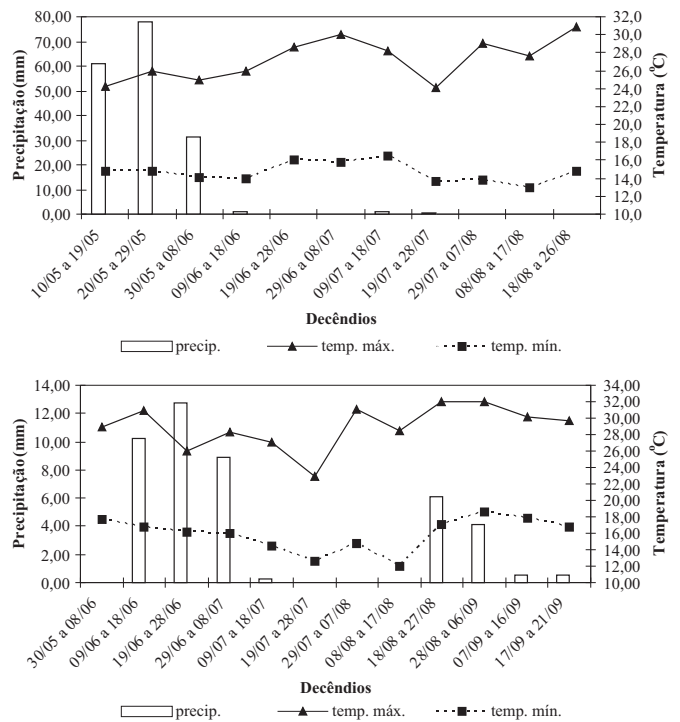 80,00
70,00
60,00
50,00
40,00
30,00
20,00
10,00
0,00
Precipitação (mm)
32,0
30,0
28,0
26,0
24,0
22,0
20,0
18,0
16,0
14,0
12,0
10,0
Temperatura (⁰C)
10/05 a 19/05
20/05 a 29/05
30/05 a 08/06
09/06 a 18/06
19/06 a 28/06
29/06 a 08/07
09/07 a 18/07
19/07 a 28/07
29/07 a 07/08
08/08 a 17/08
18/08 a 26/08
Decêndios
precip. temp. máx. temp. mín.
14,00
12,00
10,00
8,00
6,00
4,00
2,00
0,00
Precipitação (mm)
34,00
32,00
30,00
28,00
26,00
24,00
22,00
20,00
18,00
16,00
14,00
12,00
10,00
Temperatura (⁰C)
30/05 a 08/06
09/06 a 18/06
19/06 a 28/06
29/06 a 08/07
09/07 a 18/07
19/07 a 28/07
29/07 a 07/08
08/08 a 17/08
18/08 a 27/08
28/08 a 06/09
07/09 a 16/09
17/09 a 21/09
Decêndios
precip. temp. máx. temp. mín.